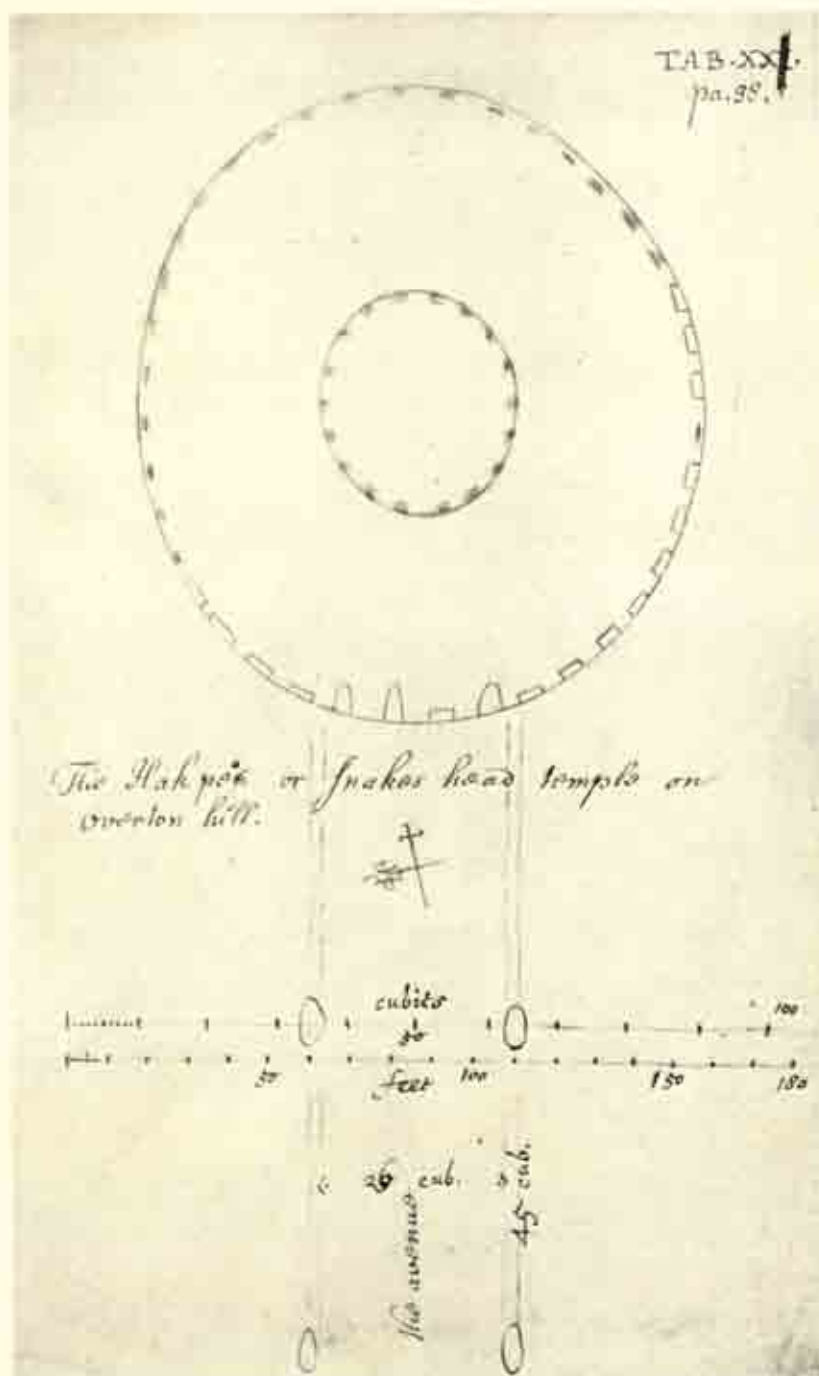 TAB. XXI.
pa. 98.
The Hakpen or Snakes head temple on
overton hill.
cubits
50
100
50
feet
100
150
180
26 cub.
45 cub.
The avenue